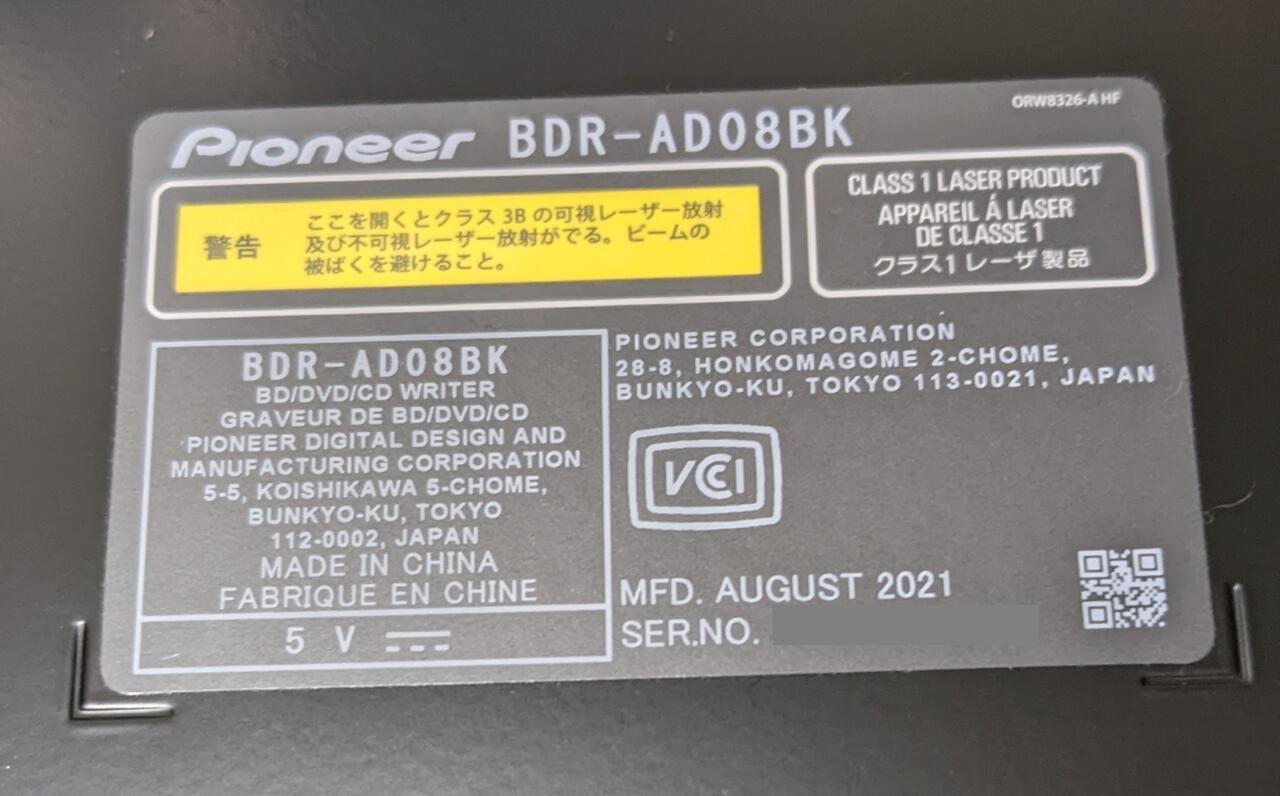 ORW8326-A HF
Pioneer BDR-AD08BK
警告
ここを開くとクラス 3B の可視レーザー放射
及び不可視レーザー放射がでる。ビームの
被ばくを避けること。
CLASS 1 LASER PRODUCT
APPAREIL Á LASER
DE CLASSE 1
クラス1 レーザ製品
BDR-AD08BK
BD/DVD/CD WRITER
GRAVEUR DE BD/DVD/CD
PIONEER DIGITAL DESIGN AND
MANUFACTURING CORPORATION
5-5, KOISHIKAWA 5-CHOME,
BUNKYO-KU, TOKYO
112-0002, JAPAN
MADE IN CHINA
FABRIQUE EN CHINE
5 V
PIONEER CORPORATION
28-8, HONKOMAGOME 2-CHOME,
BUNKYO-KU, TOKYO 113-0021, JAPAN
VCCI
MFD. AUGUST 2021
SER.NO.